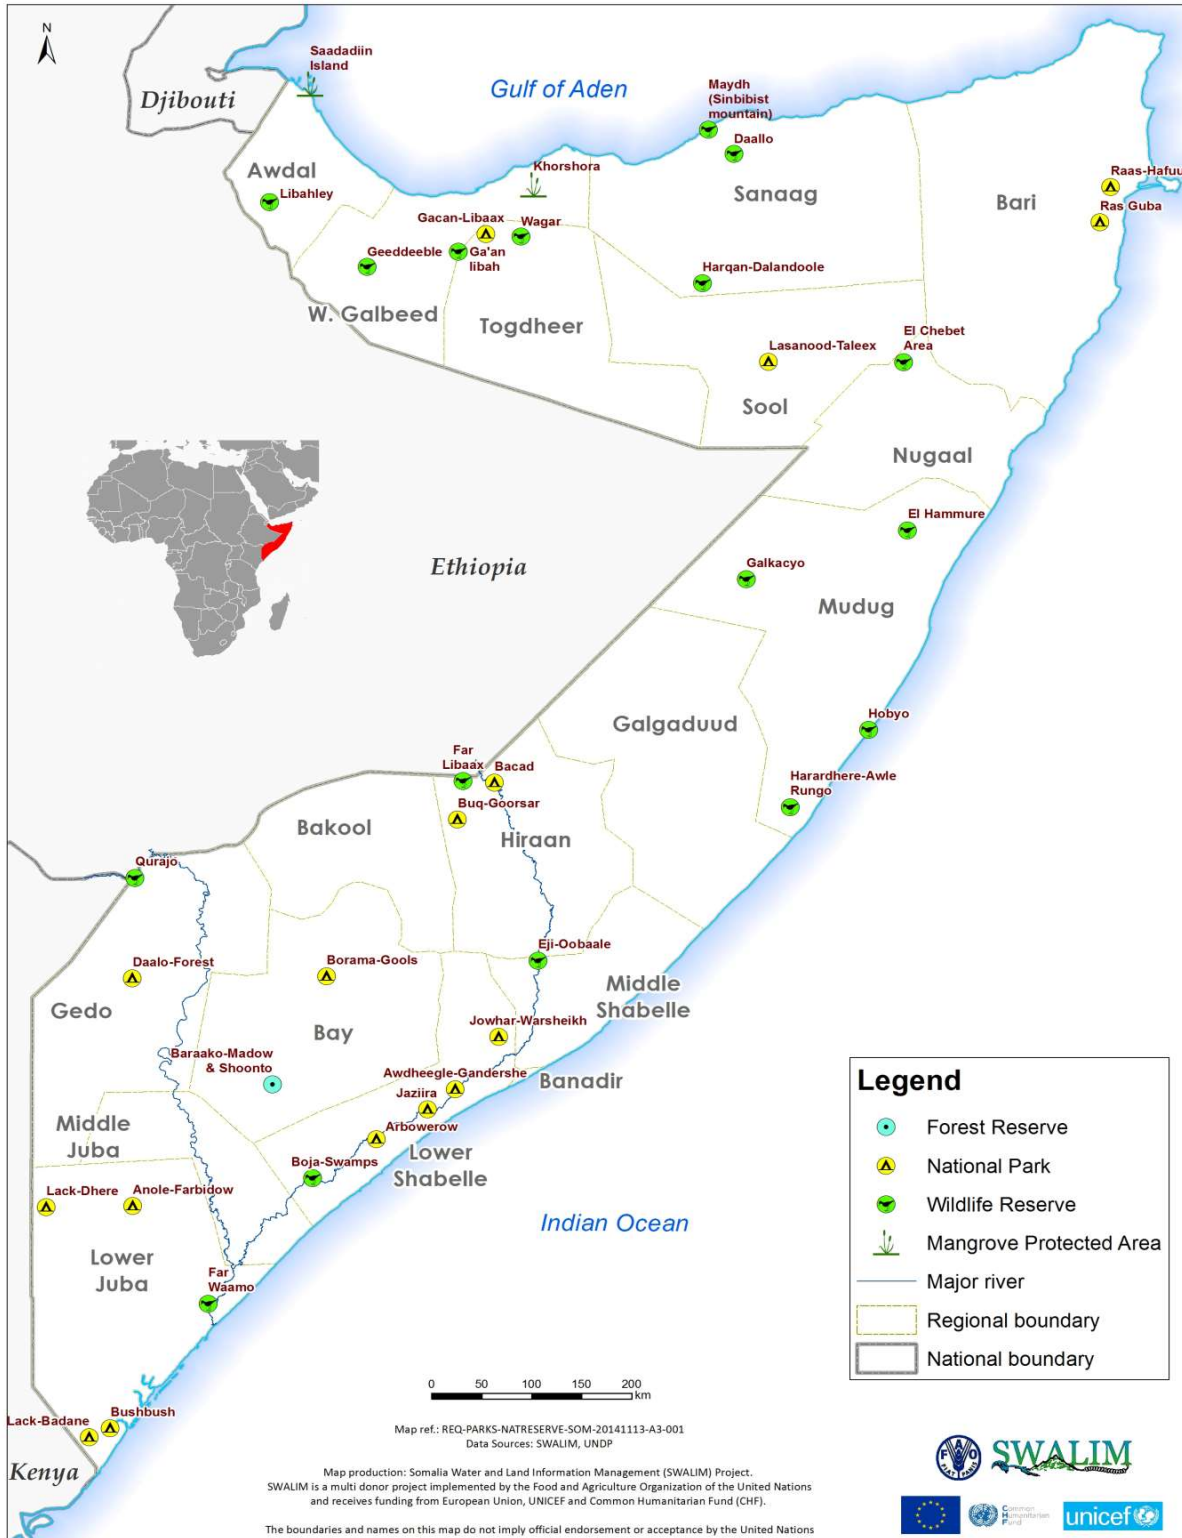 N
Saadadiin
Island
Djibouti
Gulf of Aden
Maydh
(Sinbibist
mountain)
Daallo
Awdal
Khorshora
Sanaag
Raas-Hafuu
Libahley
Bari
Ras Guba
Gacan-Libaax
Wagar
Geeddeeble
Ga'an
libah
Harqan-Dalandoole
W. Galbeed
Togdheer
El Chebet
Area
Lasanood-Taleex
Sool
Nugaal
El Hammure
Ethiopia
Galkacyo
Mudug
Galgaduud
Hobyo
Far
Libaax
Bacad
Harardhere-Awle
Rungo
Buq-Goorsar
Bakool
Hiraan
Qurajo
Eji-Oobaale
Daalo-Forest
Borama-Gools
Middle
Shabelle
Gedo
Jowhar-Warsheikh
Bay
Baraako-Madow
& Shoonto
Awdheegle-Gandershe
Banadir
Jaziira
Middle
Juba
Arbowerow
Lower
Shabelle
Boja-Swamps
Lack-Dhere
Anole-Farbidow
Indian Ocean
Lower
Juba
Far
Waamo
Lack-Badane
Bushbush
Kenya
Legend
Forest Reserve
National Park
Wildlife Reserve
Mangrove Protected Area
Major river
Regional boundary
National boundary
0 50 100 150 200
km
Map ref.: REQ-PARKS-NATRESERVE-SOM-20141113-A3-001
Data Sources: SWALIM, UNDP
Map production: Somalia Water and Land Information Management (SWALIM) Project.
SWALIM is a multi donor project implemented by the Food and Agriculture Organization of the United Nations
and receives funding from European Union, UNICEF and Common Humanitarian Fund (CHF).
The boundaries and names on this map do not imply official endorsement or acceptance by the United Nations
FAO
FIAT PANIS
SWALIM
Common
Humanitarian
Fund
unicef